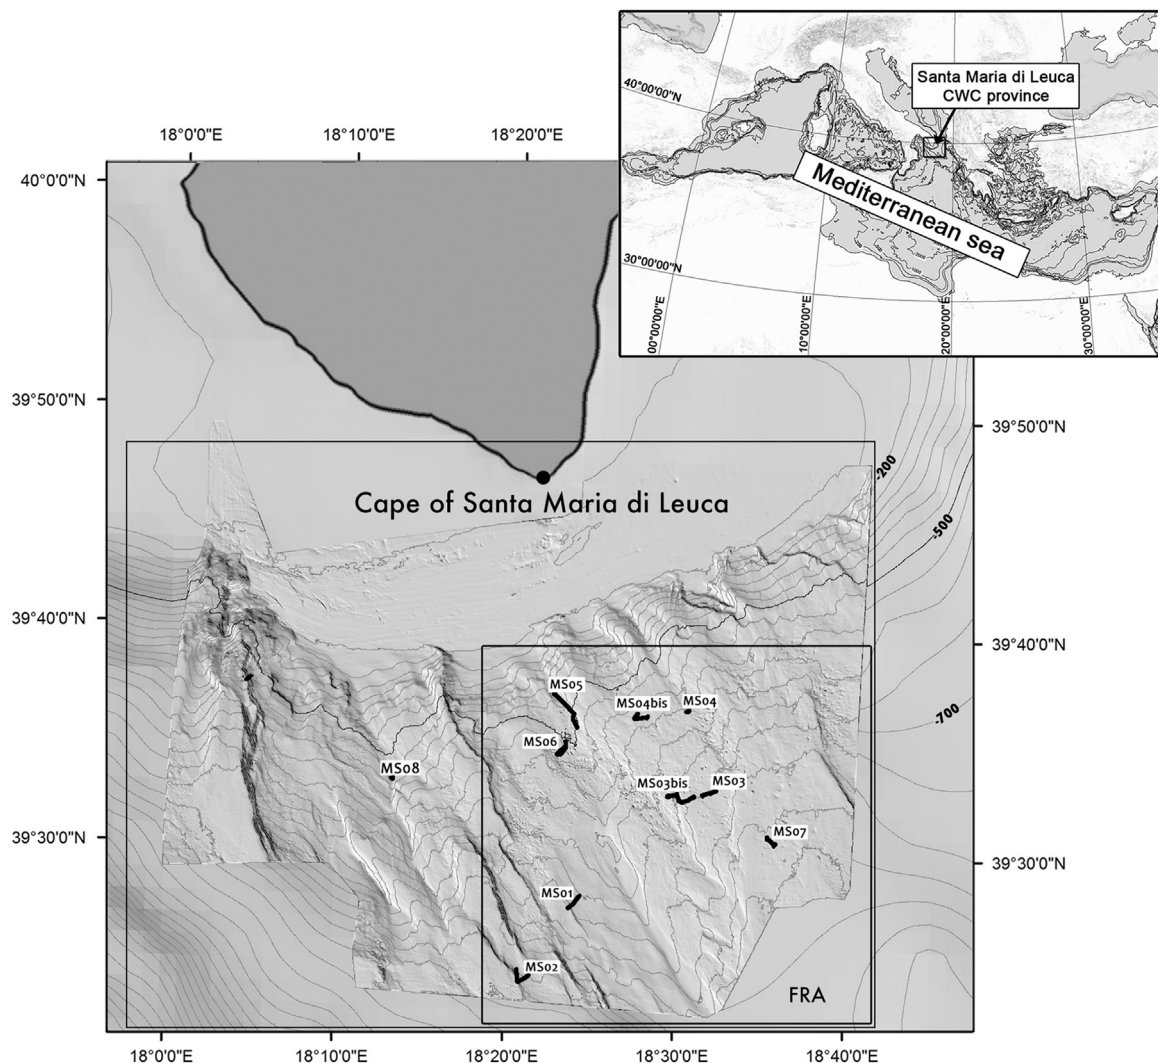 Santa Maria di Leuca
CWC province
40°00'00"N
Mediterranean sea
30°00'00"N
00°00'00"E
10°00'00"E
20°00'00"E
30°00'00"E
18°0'0"E
18°10'0"E
18°20'0"E
40°0'0"N
39°50'0"N
39°50'0"N
-200
Cape of Santa Maria di Leuca
-500
39°40'0"N
39°40'0"N
MS05
MS04bis
MS04
-700
MS06
MS08
MS03bis
MS03
39°30'0"N
MS07
39°30'0"N
MS01
MS02
FRA
18°0'0"E
18°10'0"E
18°20'0"E
18°30'0"E
18°40'0"E